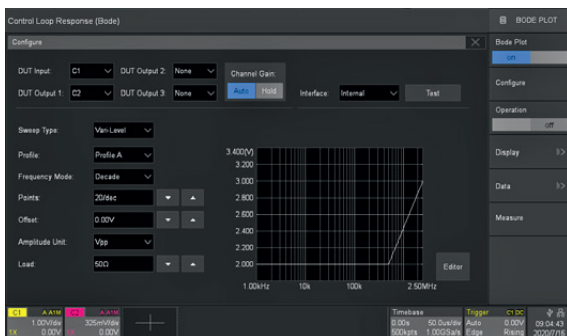 Control Loop Response (Bode)
BODE PLOT
Configure
Bode Plot
on
DUT Input: C1 DUT Output 2: None Channel Gain:
Configure
DUT Output 1: C2 DUT Output 3: None Auto Hold Interface: Internal Test
Operation
off
Sweep Type: Vari-Level
Profile: Profile A
Display
Frequency Mode: Decade
Points: 20/dec
Data
Offset: 0.00V
Measure
Amplitude Unit: Vpp
Load: 50Ω
3.400(V)
3.200
3.000
2.800
2.600
2.400
2.200
2.000
Editor
1.00kHz 10k 100k 2.50MHz
C1 C2 Timebase Trigger C1 DC
1.00V/div 325mV/div 0.00s 50.0us/div Auto 0.00V 09:04:43
1X 0.00V 1X 0.00V 500kpts 1.00GSa/s Edge Rising 2020/7/16